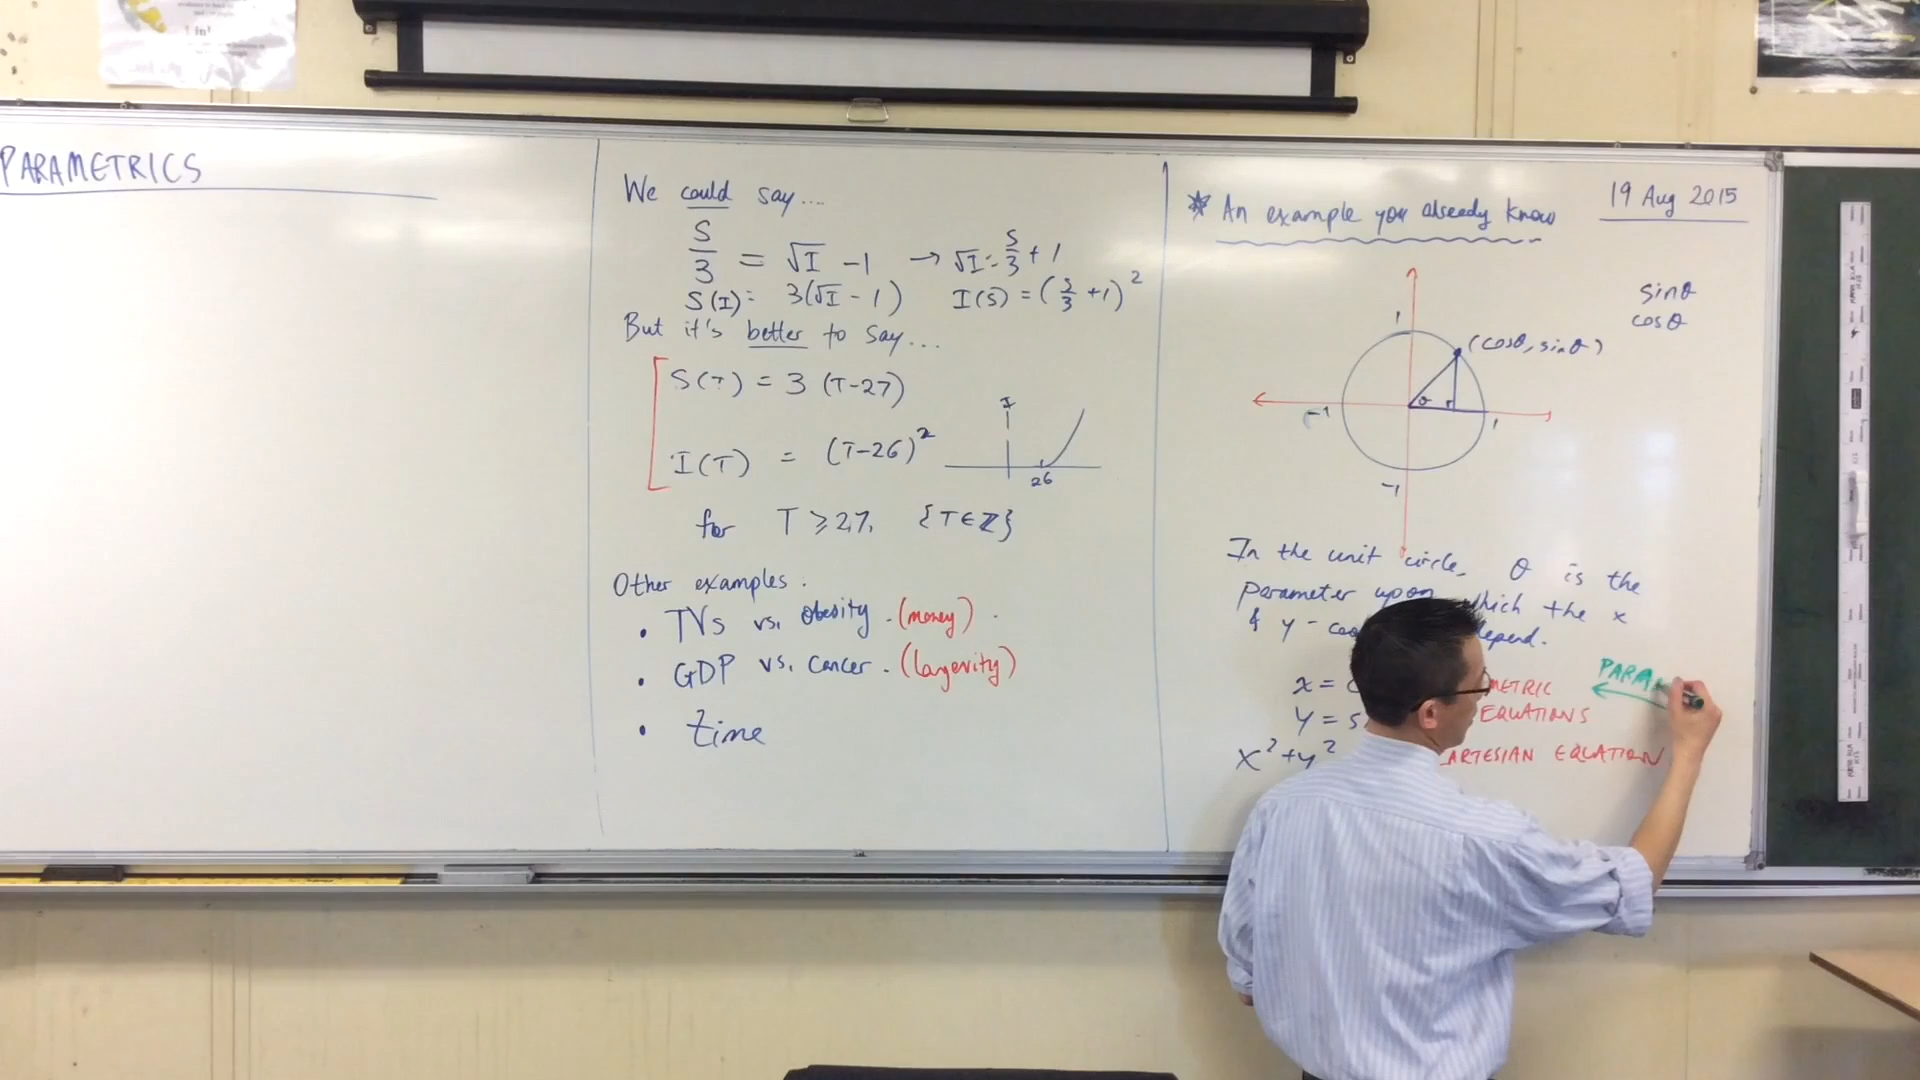 PARAMETRICS
We could say....
S/3 = √I - 1 → √I = S/3 + 1
S(I) = 3(√I - 1) I(S) = (S/3 + 1)²
But it's better to say...
S(T) = 3 (T-27)
I(T) = (T-26)²
I
26
for T ⩾ 27, {T∈ℤ}
Other examples.
• TVs vs. obesity. (money)
• GDP vs. cancer. (longevity)
• time
19 Aug 2015
* An example you already know
sinθ
cosθ
1
(cosθ, sinθ)
θ
-1
1
-1
In the unit circle, θ is the
parameter upon which the x
& y - depend.
x =
METRIC
PARA
y = s
EQUATIONS
x² + y²
ARTESIAN EQUATION